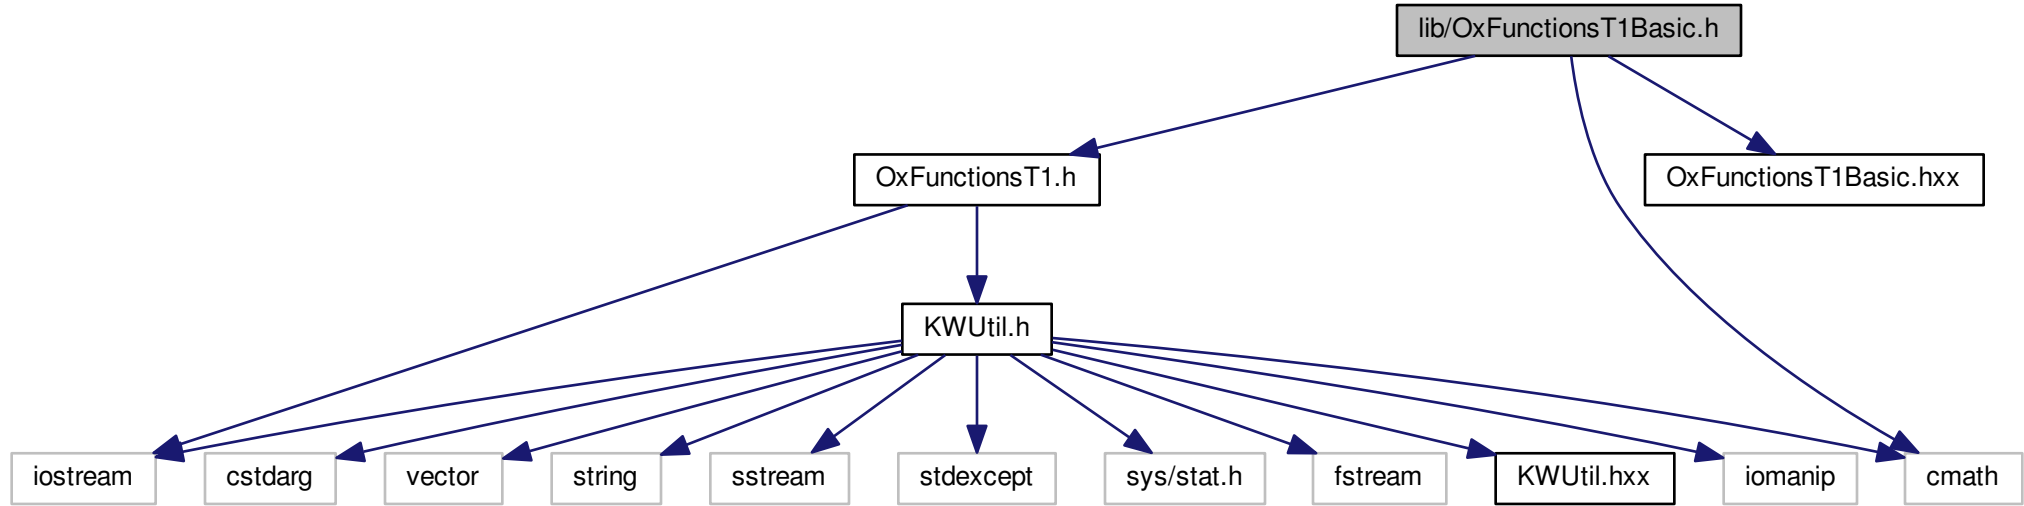 lib/OxFunctionsT1Basic.h
OxFunctionsT1.h
OxFunctionsT1Basic.hxx
KWUtil.h
iostream
cstdarg
vector
string
sstream
stdexcept
sys/stat.h
fstream
KWUtil.hxx
iomanip
cmath